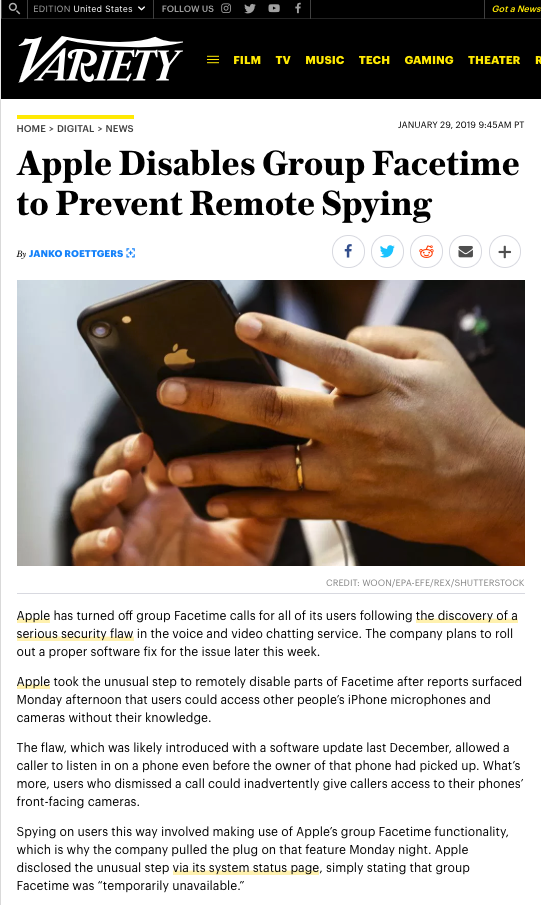 EDITION United States
FOLLOW US
Got a News
VARIETY
FILM TV MUSIC TECH GAMING THEATER
HOME > DIGITAL > NEWS
JANUARY 29, 2019 9:45AM PT
Apple Disables Group Facetime
to Prevent Remote Spying
By JANKO ROETTGERS
CREDIT: WOON/EPA-EFE/REX/SHUTTERSTOCK
Apple has turned off group Facetime calls for all of its users following the discovery of a
serious security flaw in the voice and video chatting service. The company plans to roll
out a proper software fix for the issue later this week.
Apple took the unusual step to remotely disable parts of Facetime after reports surfaced
Monday afternoon that users could access other people’s iPhone microphones and
cameras without their knowledge.
The flaw, which was likely introduced with a software update last December, allowed a
caller to listen in on a phone even before the owner of that phone had picked up. What’s
more, users who dismissed a call could inadvertently give callers access to their phones’
front-facing cameras.
Spying on users this way involved making use of Apple’s group Facetime functionality,
which is why the company pulled the plug on that feature Monday night. Apple
disclosed the unusual step via its system status page, simply stating that group
Facetime was “temporarily unavailable.”